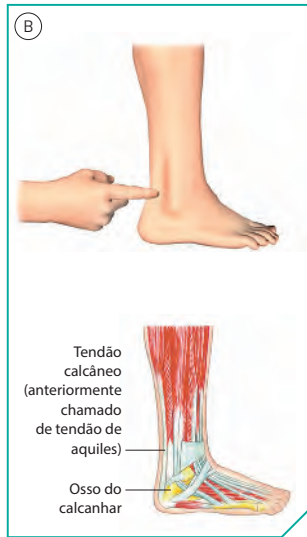 B
Tendão
calcâneo
(anteriormente
chamado
de tendão de
aquiles)
Osso do
calcanhar